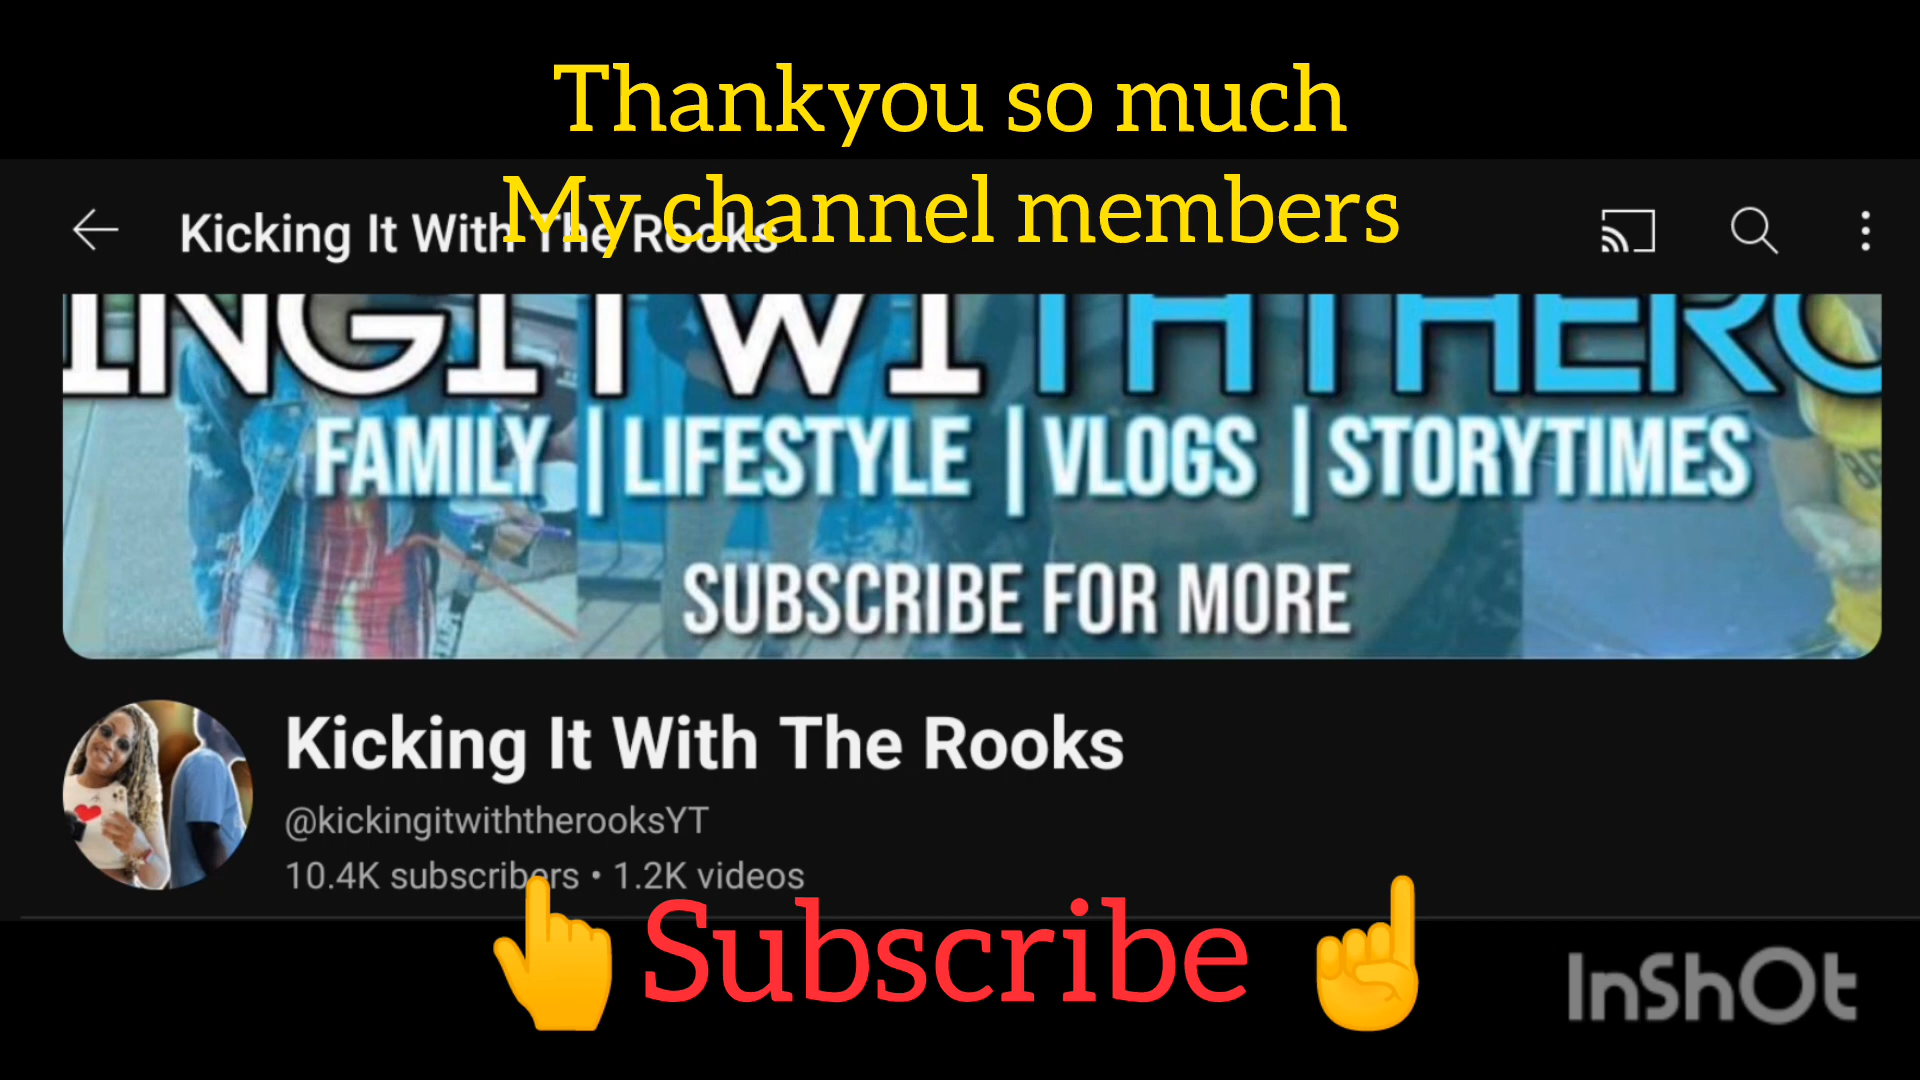 Thankyou so much
My channel members
Kicking It With The Rooks
INGITWITHTHERO
FAMILY | LIFESTYLE | VLOGS | STORYTIMES
SUBSCRIBE FOR MORE
Kicking It With The Rooks
@kickingitwiththerooksYT
10.4K subscribers • 1.2K videos
👆Subscribe ☝
InShOt